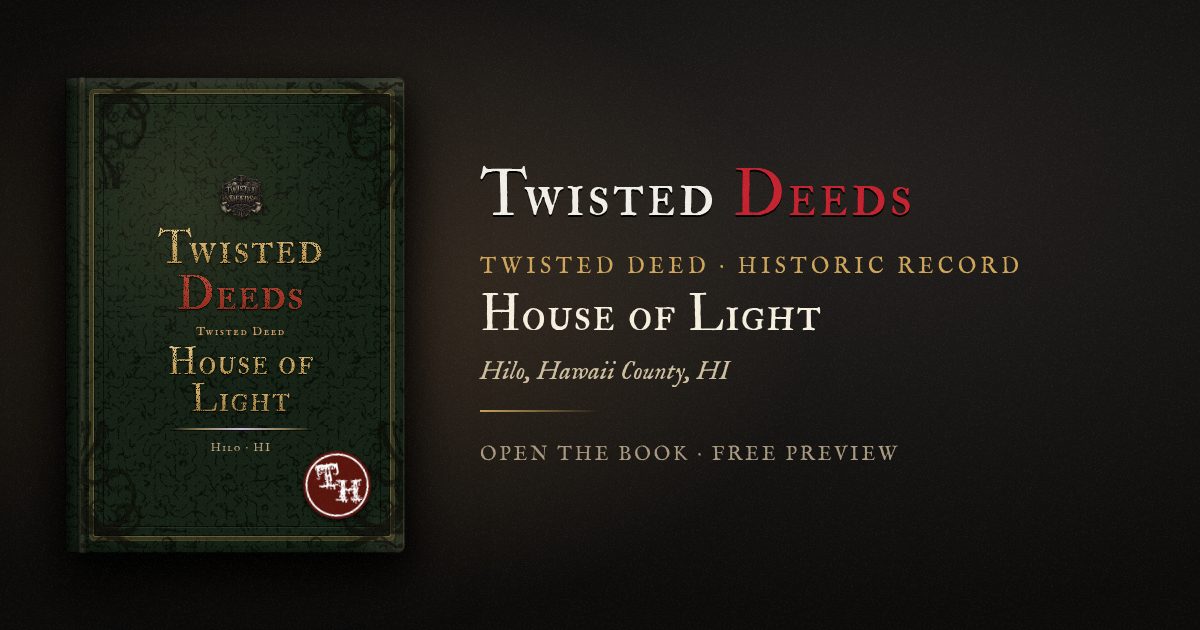 Twisted
Deeds
Twisted Deed
House of
Light
Hilo · HI
TH
Twisted Deeds
TWISTED DEED · HISTORIC RECORD
House of Light
Hilo, Hawaii County, HI
OPEN THE BOOK · FREE PREVIEW